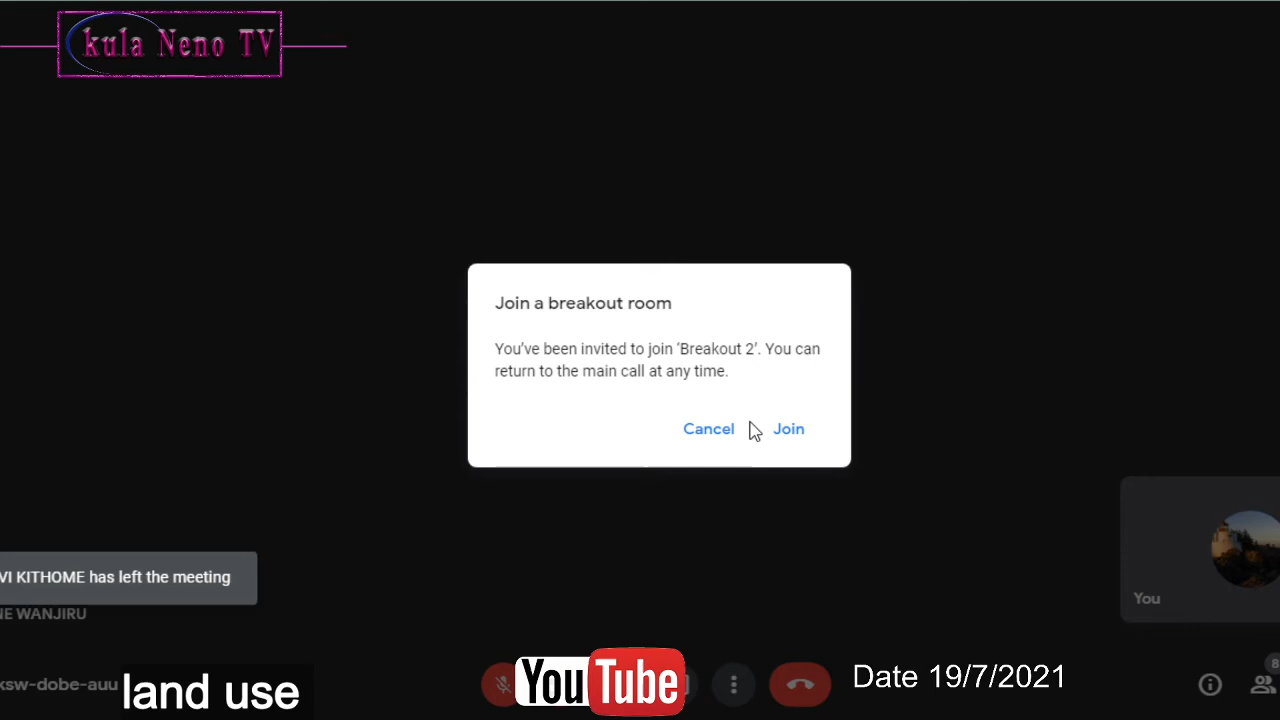 kula Neno TV
Join a breakout room
You've been invited to join 'Breakout 2'. You can
return to the main call at any time.
Cancel
Join
VI KITHOME has left the meeting
NE WANJIRU
You
ksw-dobe-auu
land use
YouTube
Date 19/7/2021
8